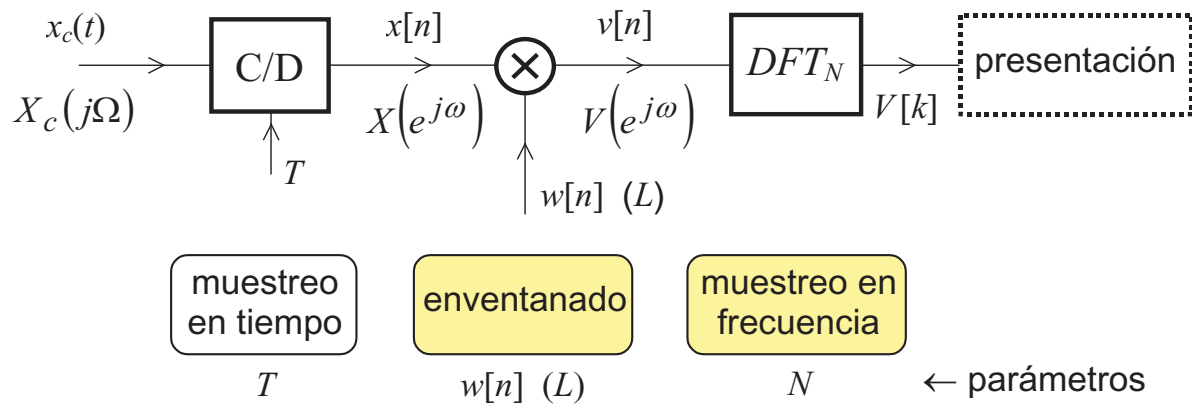 x_c(t) C/D x[n] × v[n] DFT_N presentación
X_c(jΩ) X(e^{jω}) V(e^{jω}) V[k]
T
w[n] (L)
muestreo
en tiempo
enventanado
muestreo en
frecuencia
T w[n] (L) N ← parámetros